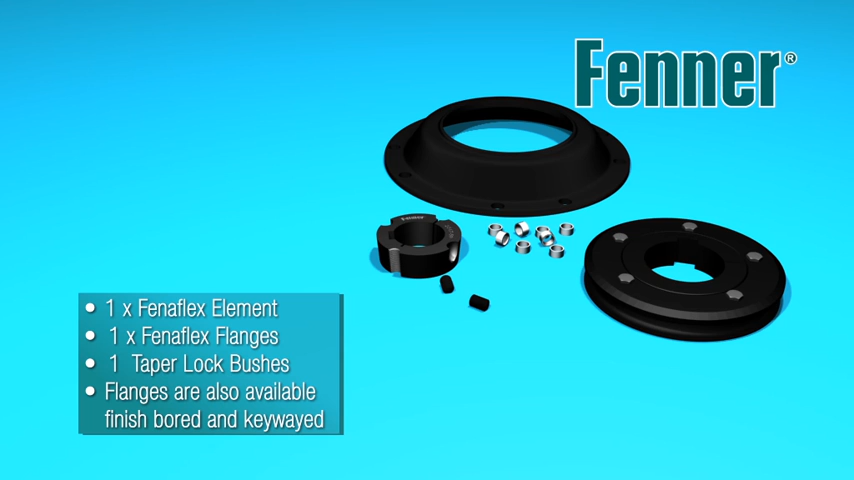 Fenner®
Fenner
• 1 x Fenaflex Element
• 1 x Fenaflex Flanges
• 1 Taper Lock Bushes
• Flanges are also available
finish bored and keywayed